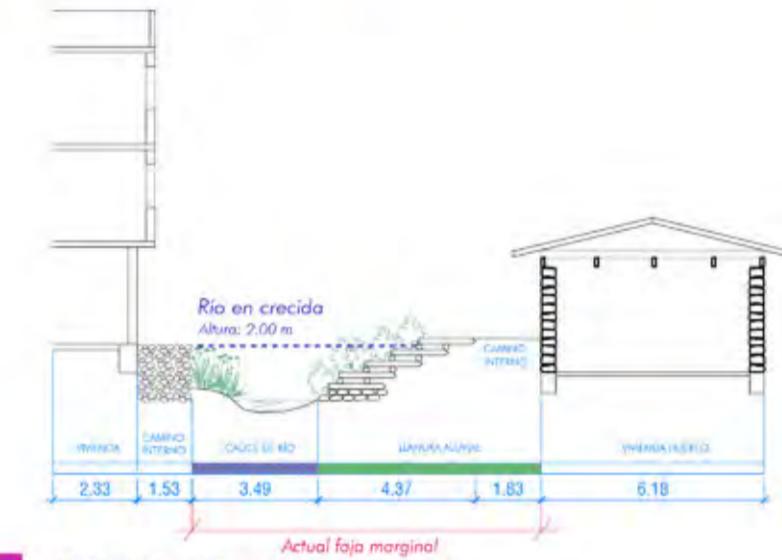 Río en crecida
Altura: 2.00 m
CAMINO
INTERNO
VIVIENDA
CAMINO
INTERNO
CAUCE DE RÍO
LLANURA ALUVIAL
VIVIENDA HUERTO
2.33
1.53
3.49
4.37
1.83
6.18
Actual faja marginal